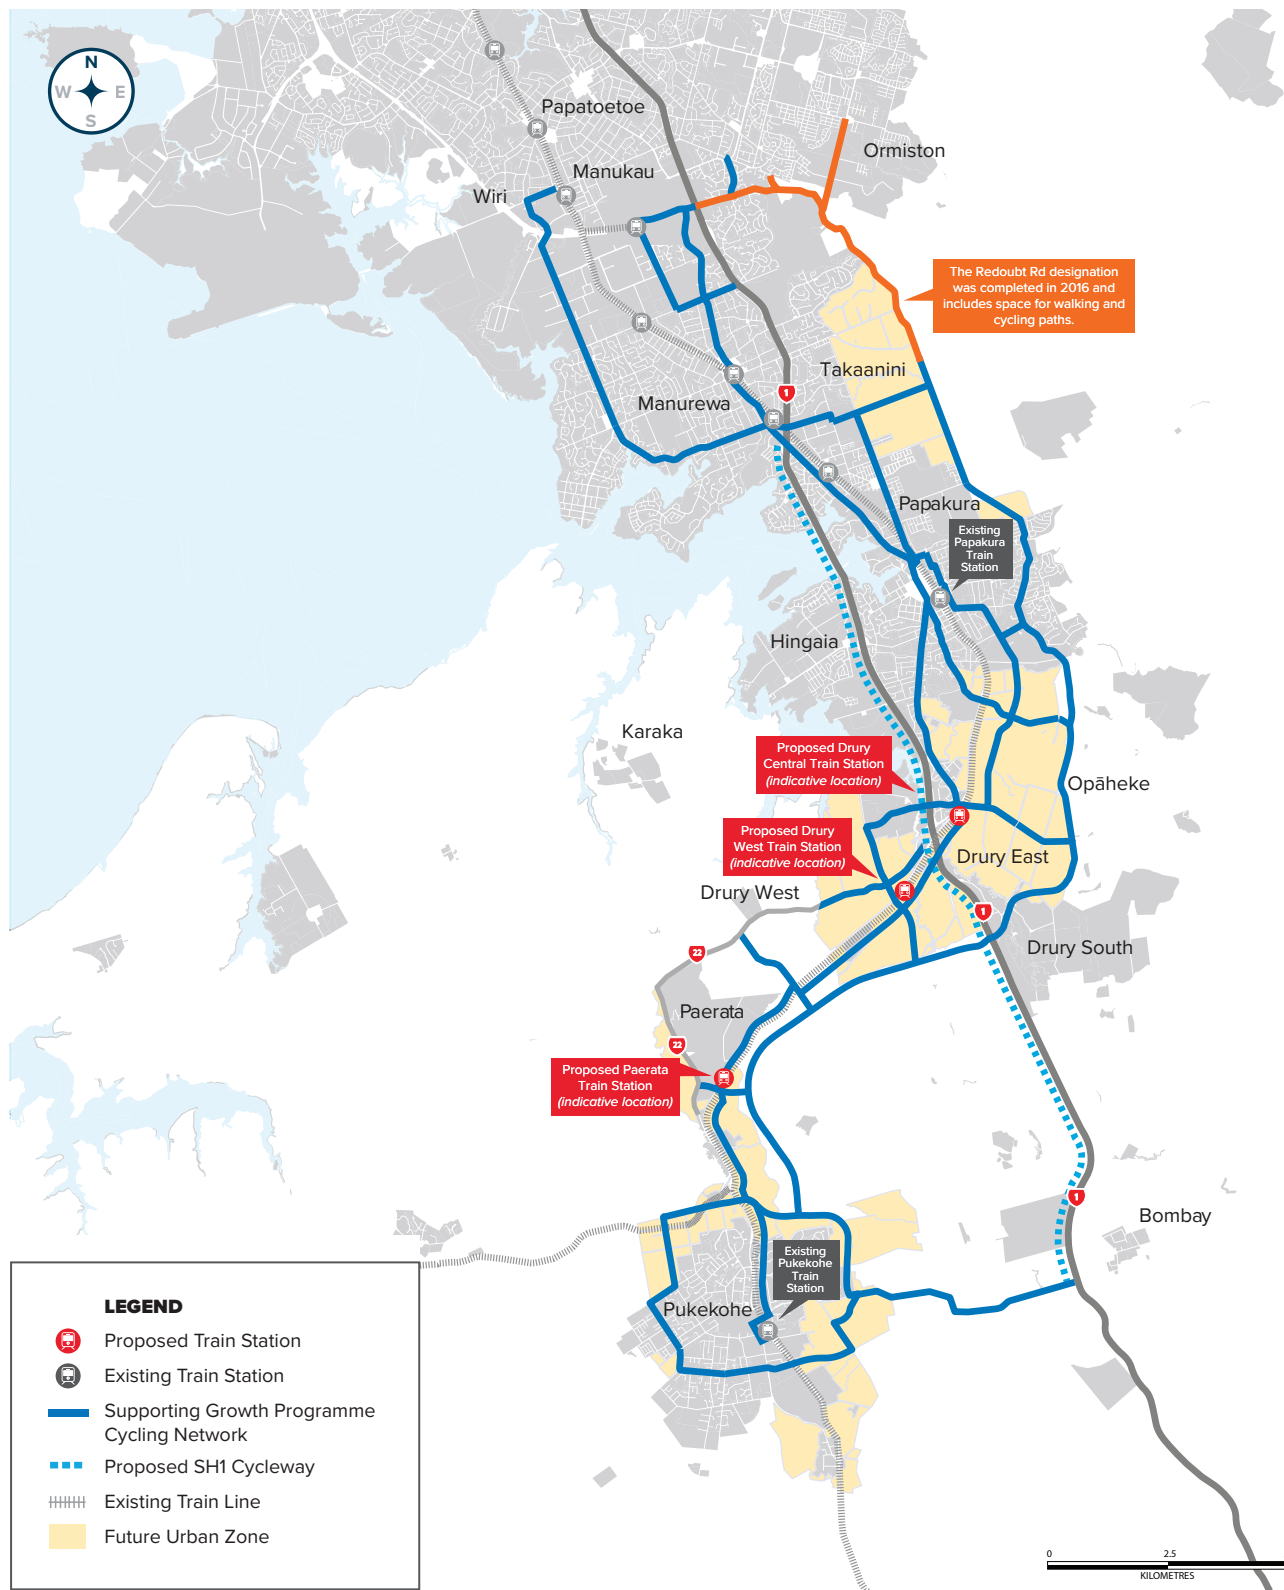 N
W
E
S
Papatoetoe
Ormiston
Manukau
Wiri
The Redoubt Rd designation
was completed in 2016 and
includes space for walking and
cycling paths.
Takaanini
1
Manurewa
Papakura
Existing
Papakura
Train
Station
Hingaia
Karaka
Proposed Drury
Central Train Station
(indicative location)
Opāheke
Proposed Drury
West Train Station
(indicative location)
Drury East
Drury West
1
Drury South
22
Paerata
22
Proposed Paerata
Train Station
(indicative location)
1
Bombay
Existing
Pukekohe
Train
Station
Pukekohe
LEGEND
Proposed Train Station
Existing Train Station
Supporting Growth Programme
Cycling Network
Proposed SH1 Cycleway
Existing Train Line
Future Urban Zone
0
2.5
KILOMETRES